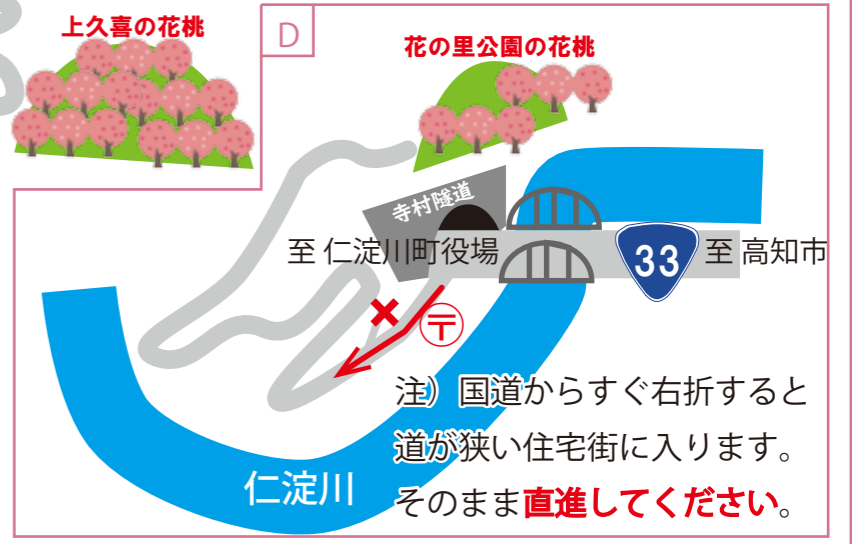 上久喜の花桃
D
花の里公園の花桃
寺村隧道
至 仁淀川町役場
33
至 高知市
〒
注）国道からすぐ右折すると
道が狭い住宅街に入ります。
そのまま直進してください。
仁淀川